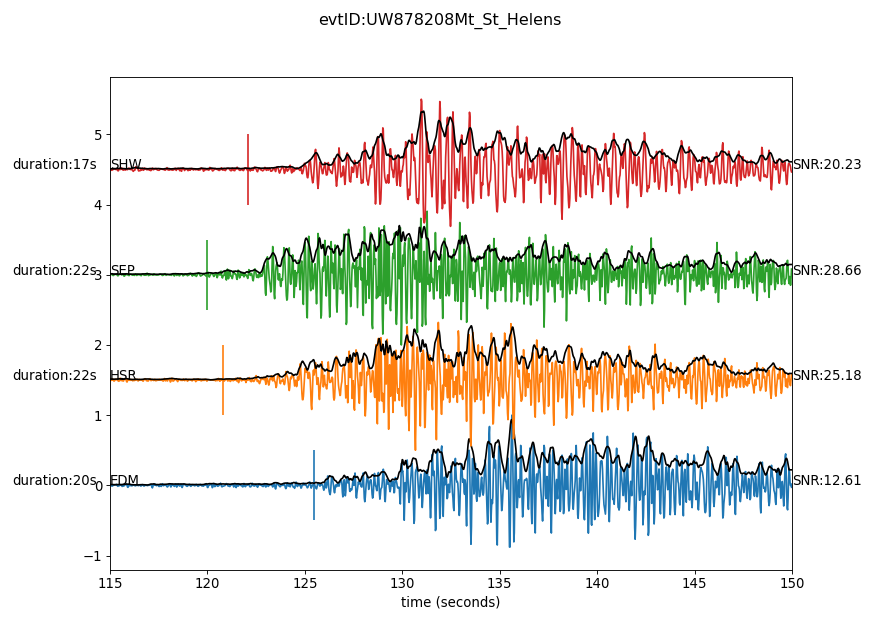 evtID:UW878208Mt_St_Helens
5
duration:17s SHW SNR:20.23
4
duration:22s 3 SEP SNR:28.66
2
duration:22s HSR SNR:25.18
1
duration:20s 0 EDM SNR:12.61
−1
115 120 125 130 135 140 145 150
time (seconds)